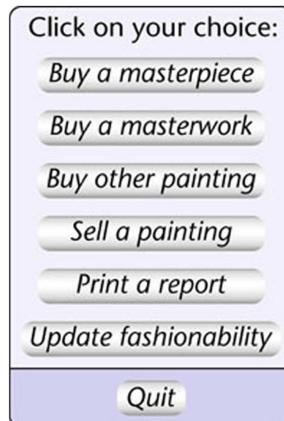 Click on your choice:
Buy a masterpiece
Buy a masterwork
Buy other painting
Sell a painting
Print a report
Update fashionability
Quit